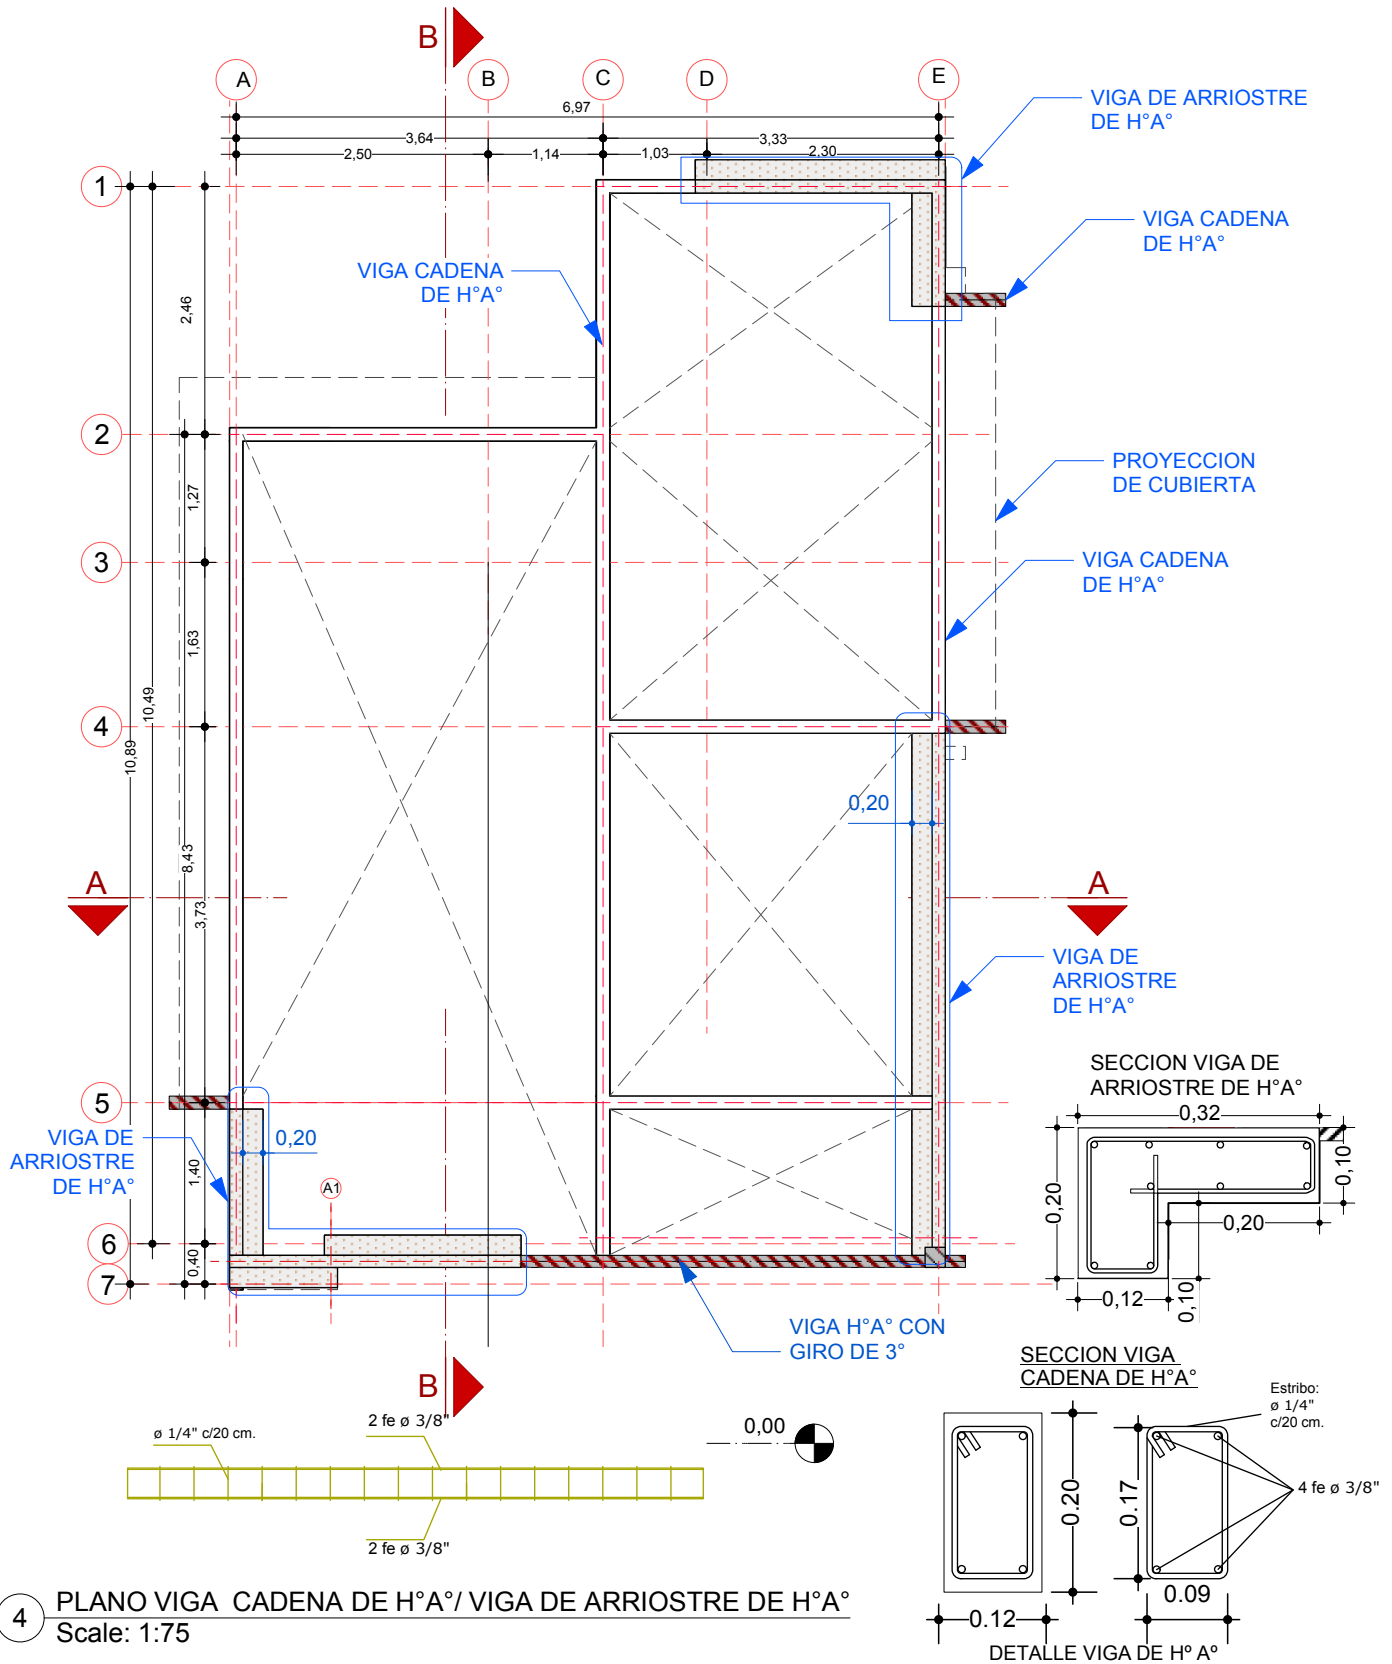 B
A
B
C
D
E
6,97
3,64
3,33
2,50
1,14
1,03
2,30
VIGA DE ARRIOSTRE
DE H°A°
VIGA CADENA
DE H°A°
VIGA CADENA
DE H°A°
PROYECCION
DE CUBIERTA
VIGA CADENA
DE H°A°
1
2
3
4
5
6
7
2,46
1,27
1,63
10,49
10,89
8,43
3,73
1,40
0,40
A
A
0,20
VIGA DE
ARRIOSTRE
DE H°A°
VIGA DE
ARRIOSTRE
DE H°A°
0,20
A1
VIGA H°A° CON
GIRO DE 3°
SECCION VIGA DE
ARRIOSTRE DE H°A°
0,32
0,20
0,10
0,20
0,12
0,10
B
SECCION VIGA
CADENA DE H°A°
Estribo:
ø 1/4"
c/20 cm.
4 fe ø 3/8"
0.20
0.17
0.12
0.09
DETALLE VIGA DE Hº Aº
ø 1/4" c/20 cm.
2 fe ø 3/8"
2 fe ø 3/8"
0,00
4
PLANO VIGA  CADENA DE H°A°/ VIGA DE ARRIOSTRE DE H°A°
Scale: 1:75